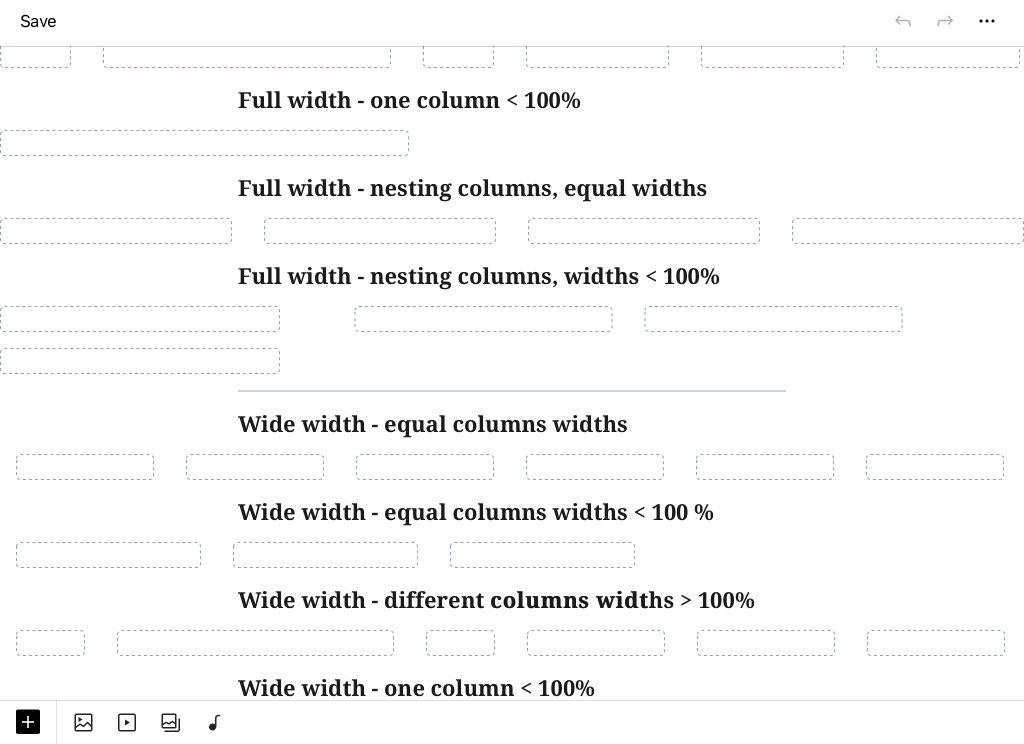 Save
Full width - one column < 100%
Full width - nesting columns, equal widths
Full width - nesting columns, widths < 100%
Wide width - equal columns widths
Wide width - equal columns widths < 100 %
Wide width - different columns widths > 100%
Wide width - one column < 100%